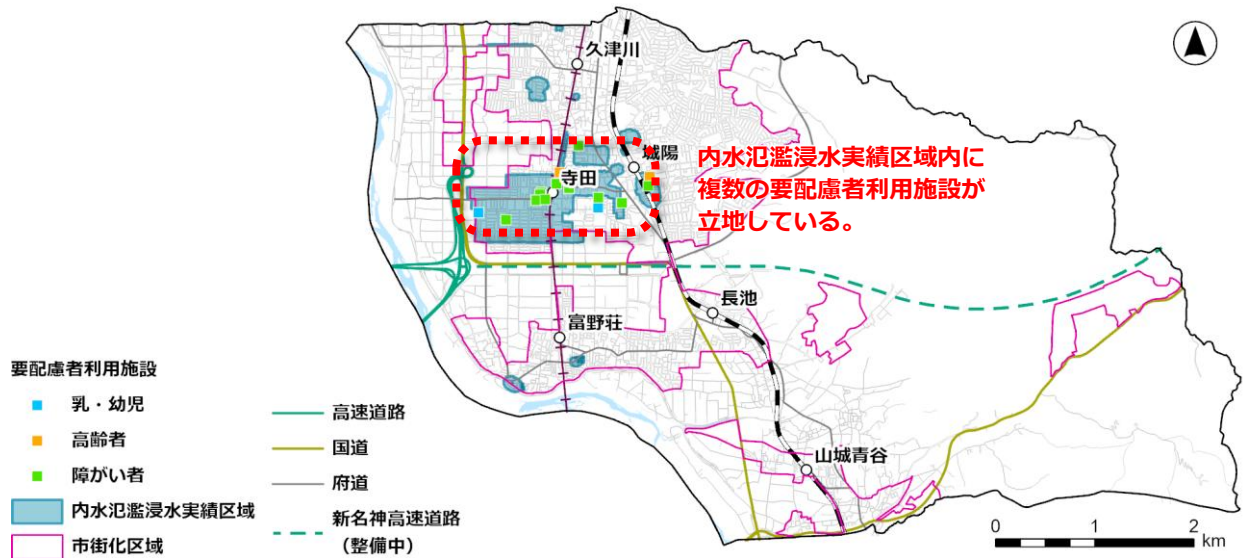 久津川
城陽
寺田
内水氾濫浸水実績区域内に
複数の要配慮者利用施設が
立地している。
長池
富野荘
山城青谷
要配慮者利用施設
乳・幼児
高齢者
障がい者
内水氾濫浸水実績区域
市街化区域
高速道路
国道
府道
新名神高速道路
（整備中）
0 1 2
km